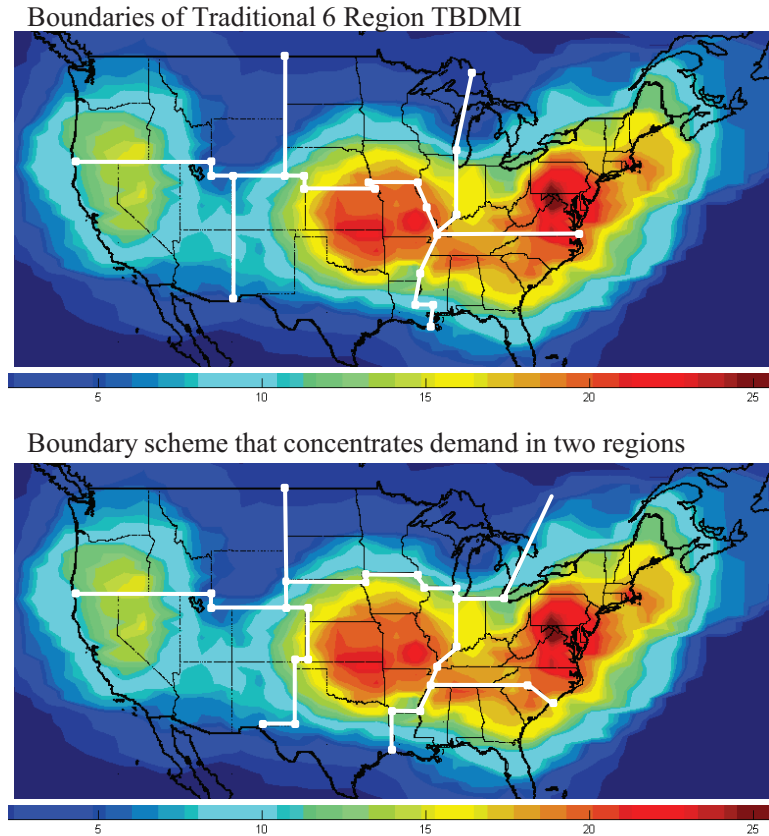 Boundaries of Traditional 6 Region TBDMI
5 10 15 20 25
Boundary scheme that concentrates demand in two regions
5 10 15 20 25